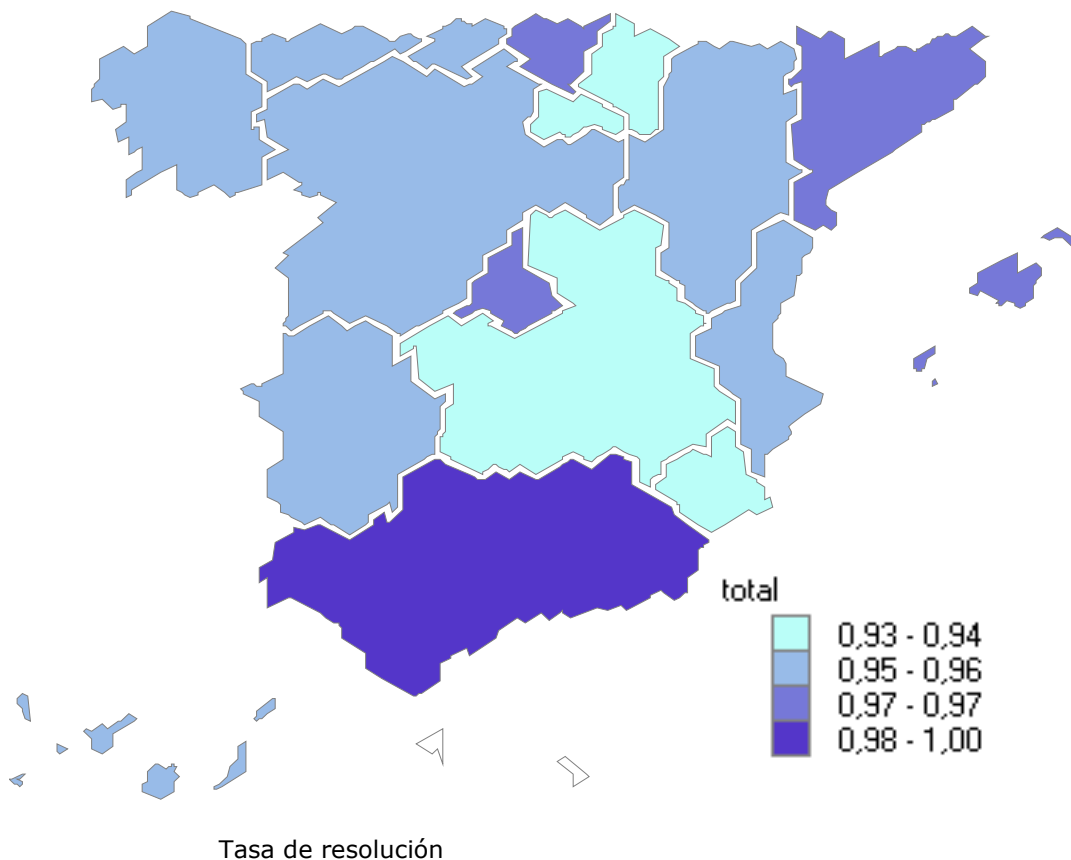 total
0,93 - 0,94
0,95 - 0,96
0,97 - 0,97
0,98 - 1,00
Tasa de resolución